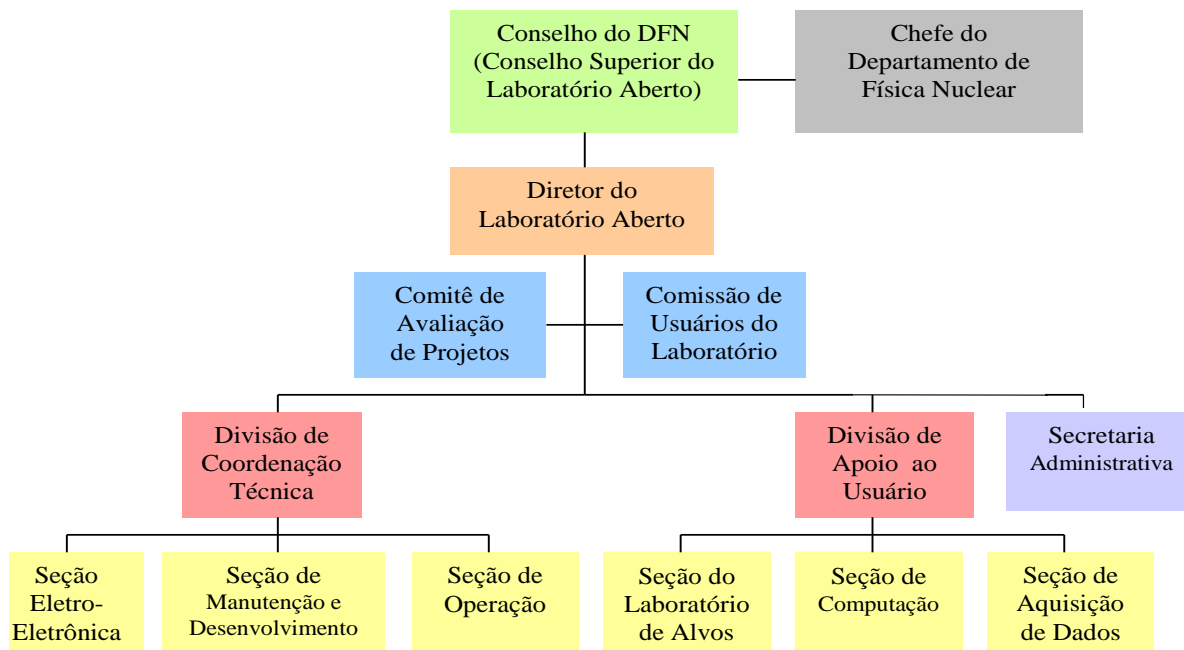 Conselho do DFN
(Conselho Superior do
Laboratório Aberto)
Chefe do
Departamento de
Física Nuclear
Diretor do
Laboratório Aberto
Comitê de
Avaliação
de Projetos
Comissão de
Usuários do
Laboratório
Divisão de
Coordenação
Técnica
Divisão de
Apoio ao
Usuário
Secretaria
Administrativa
Seção
Eletro-
Eletrônica
Seção de
Manutenção e
Desenvolvimento
Seção de
Operação
Seção do
Laboratório
de Alvos
Seção de
Computação
Seção de
Aquisição
de Dados